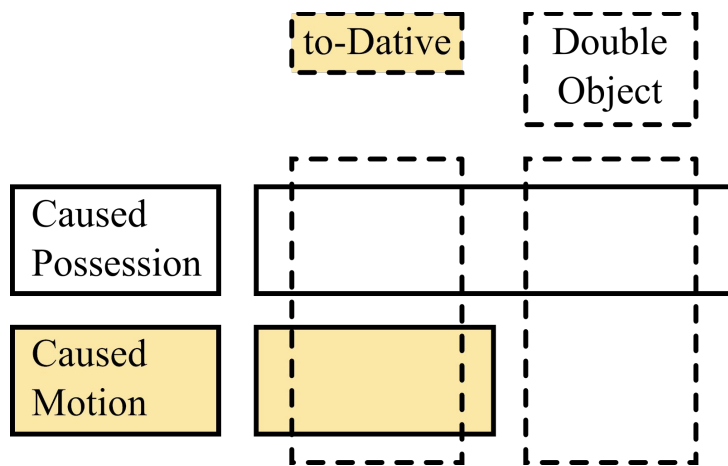 to-Dative
Double
Object
Caused
Possession
Caused
Motion